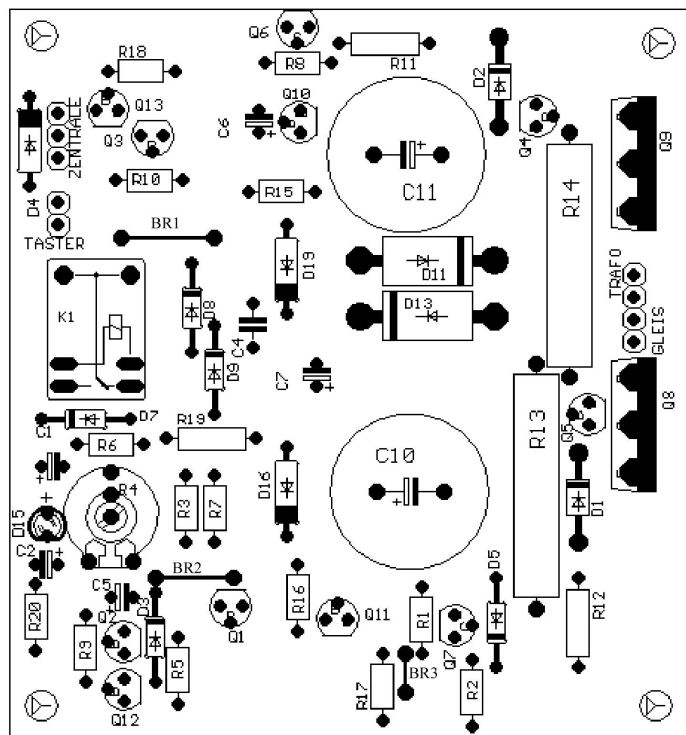 Q6
R18
R8
R11
D2
Q10
Q13
C6
Q3
Q4
Q9
ZENTRALE
R10
R15
C11
R14
D4
TASTER
BR1
D19
D11
TRAFO
K1
D8
D13
C4
GLEIS
D9
C7
C1
D7
R19
R13
Q8
R6
Q5
C10
R4
D16
R3
R7
D15
D1
C2
BR2
C5
D3
R16
D5
R20
Q2
Q1
Q11
R1
R12
R9
R5
Q7
BR3
R17
R2
Q12